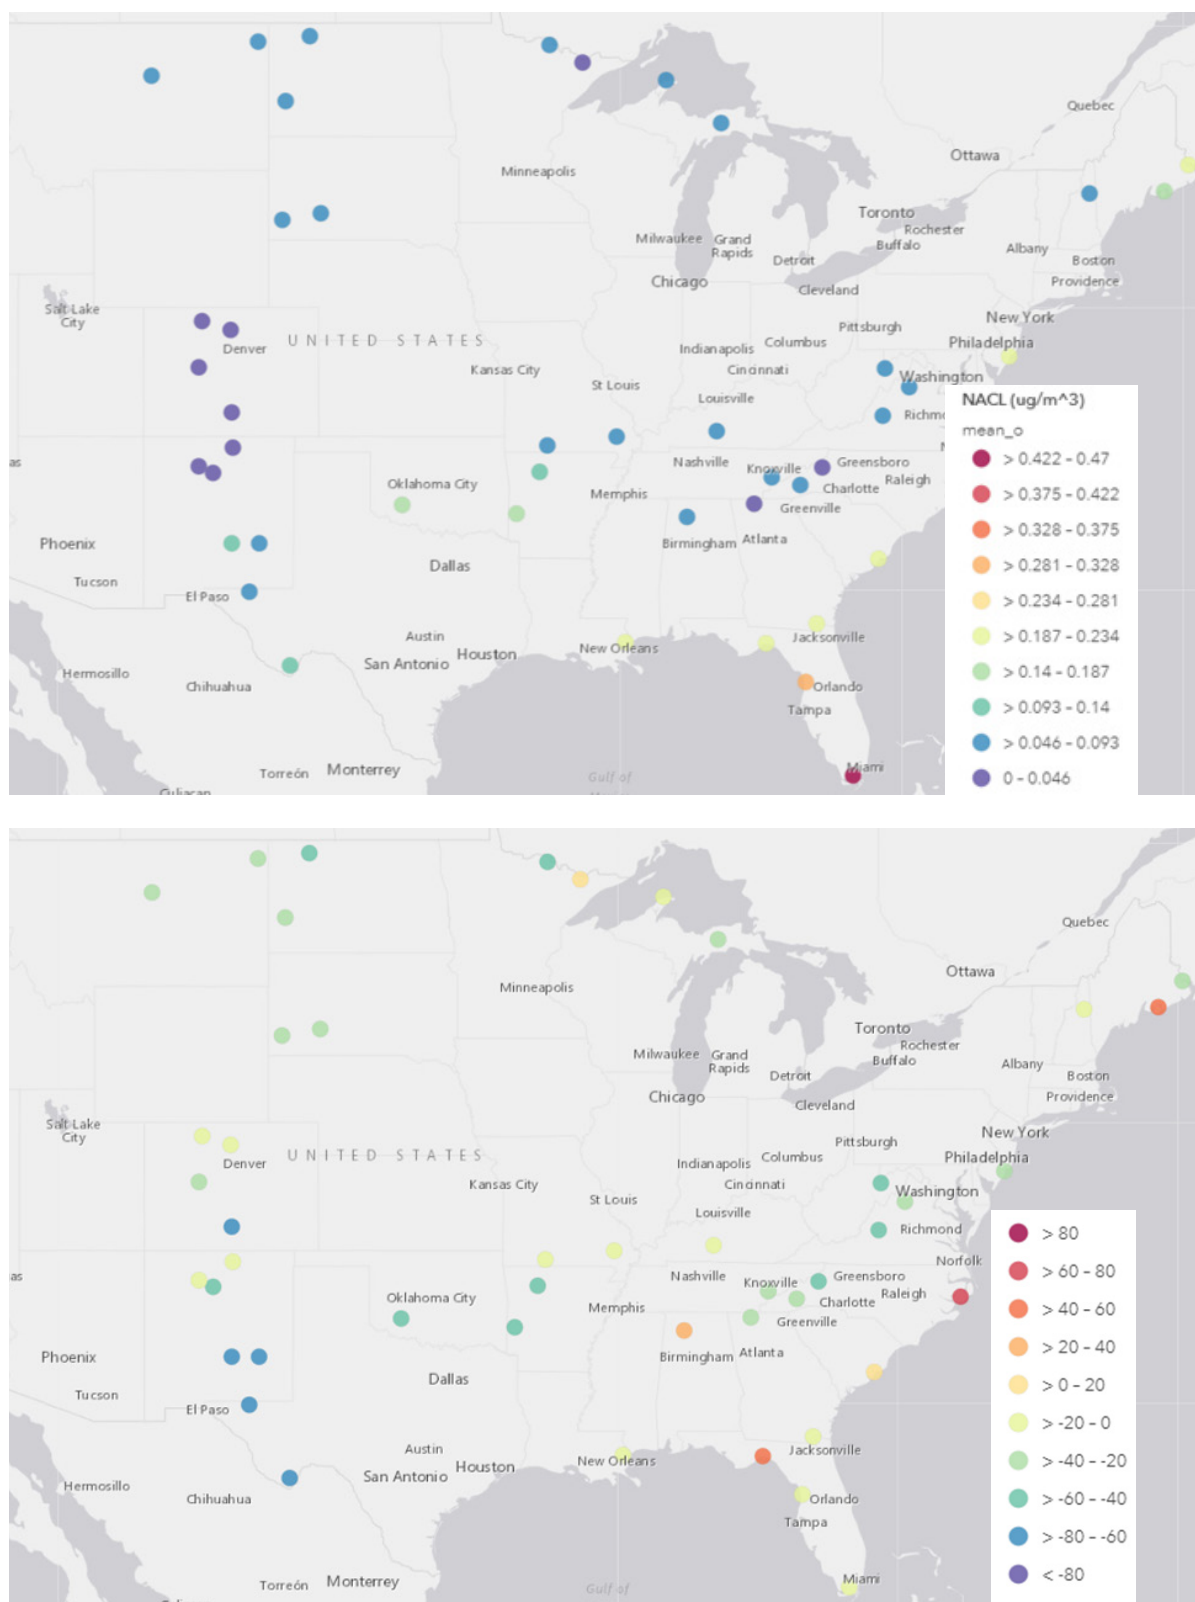 Quebec
Ottawa
Minneapolis
Toronto
Rochester
Buffalo
Milwaukee
Grand
Rapids
Albany
Detroit
Boston
Chicago
Providence
Cleveland
Salt Lake
City
New York
Pittsburgh
UNITED STATES
Denver
Indianapolis
Columbus
Philadelphia
Kansas City
Cincinnati
Washington
St Louis
Louisville
NACL (ug/m^3)
Richm
mean_o
N
as
Nashville
Knoxville
Greensboro
> 0.422 - 0.47
Oklahoma City
Raleigh
Memphis
Charlotte
> 0.375 - 0.422
Greenville
Phoenix
Birmingham
Atlanta
> 0.328 - 0.375
Dallas
> 0.281 - 0.328
Tucson
El Paso
> 0.234 - 0.281
Austin
Jacksonville
> 0.187 - 0.234
New Orleans
Houston
San Antonio
Hermosillo
> 0.14 - 0.187
Chihuahua
Orlando
Tampa
> 0.093 - 0.14
> 0.046 - 0.093
Torreón
Monterrey
Miami
Gulf of
0 - 0.046
Culiacan
Quebec
Ottawa
Minneapolis
Toronto
Rochester
Buffalo
Milwaukee
Grand
Rapids
Albany
Detroit
Boston
Chicago
Providence
Cleveland
Salt Lake
City
New York
Pittsburgh
UNITED STATES
Denver
Indianapolis
Columbus
Philadelphia
Kansas City
Cincinnati
Washington
St Louis
Louisville
Richmond
> 80
Norfolk
as
Nashville
Knoxville
Greensboro
> 60 - 80
Oklahoma City
Raleigh
Memphis
Charlotte
> 40 - 60
Greenville
Phoenix
Birmingham
Atlanta
> 20 - 40
Dallas
> 0 - 20
Tucson
El Paso
> -20 - 0
Austin
Jacksonville
New Orleans
Houston
> -40 - -20
San Antonio
Hermosillo
Chihuahua
Orlando
> -60 - -40
Tampa
> -80 - -60
Torreón
Monterrey
Miami
Gulf of
< -80